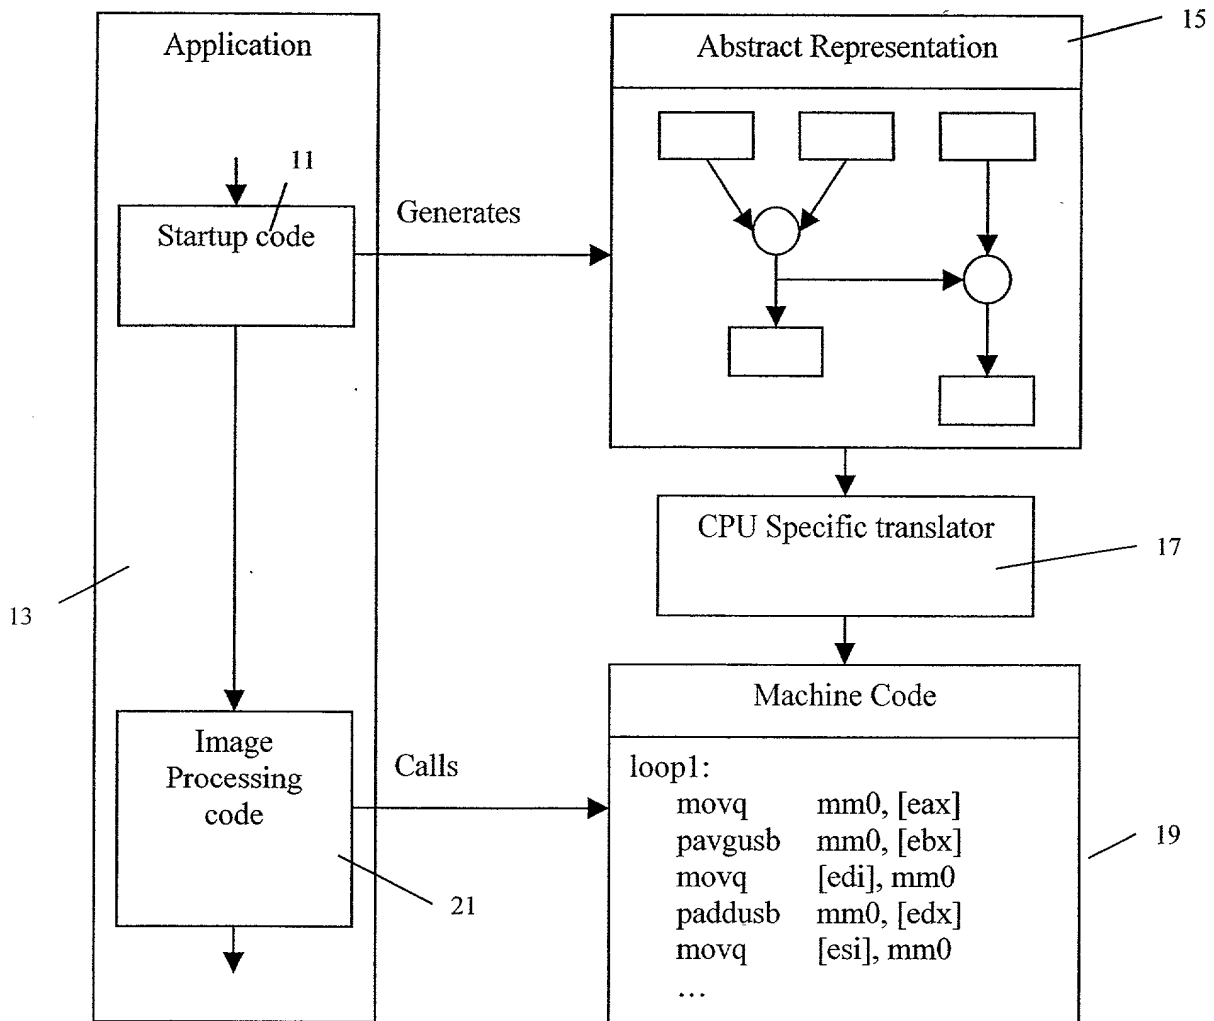 Application
11
Startup code
Generates
13
Image
Processing
code
Calls
21
Abstract Representation
15
CPU Specific translator
17
Machine Code
loop1:
movq mm0, [eax]
pavgusb mm0, [ebx]
movq [edi], mm0
paddusb mm0, [edx]
movq [esi], mm0
…
19